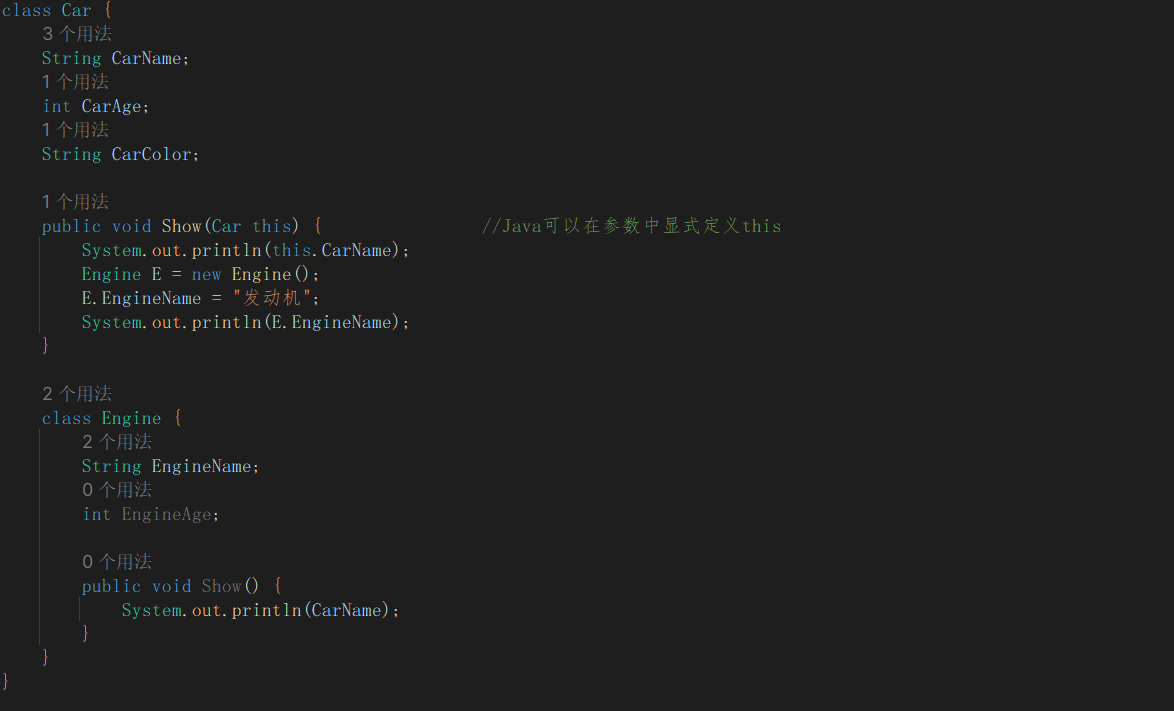 class Car {
3 个用法
String CarName;
1 个用法
int CarAge;
1 个用法
String CarColor;
1 个用法
public void Show(Car this) { //Java可以在参数中显式定义this
System.out.println(this.CarName);
Engine E = new Engine();
E.EngineName = "发动机";
System.out.println(E.EngineName);
}
2 个用法
class Engine {
2 个用法
String EngineName;
0 个用法
int EngineAge;
0 个用法
public void Show() {
System.out.println(CarName);
}
}
}